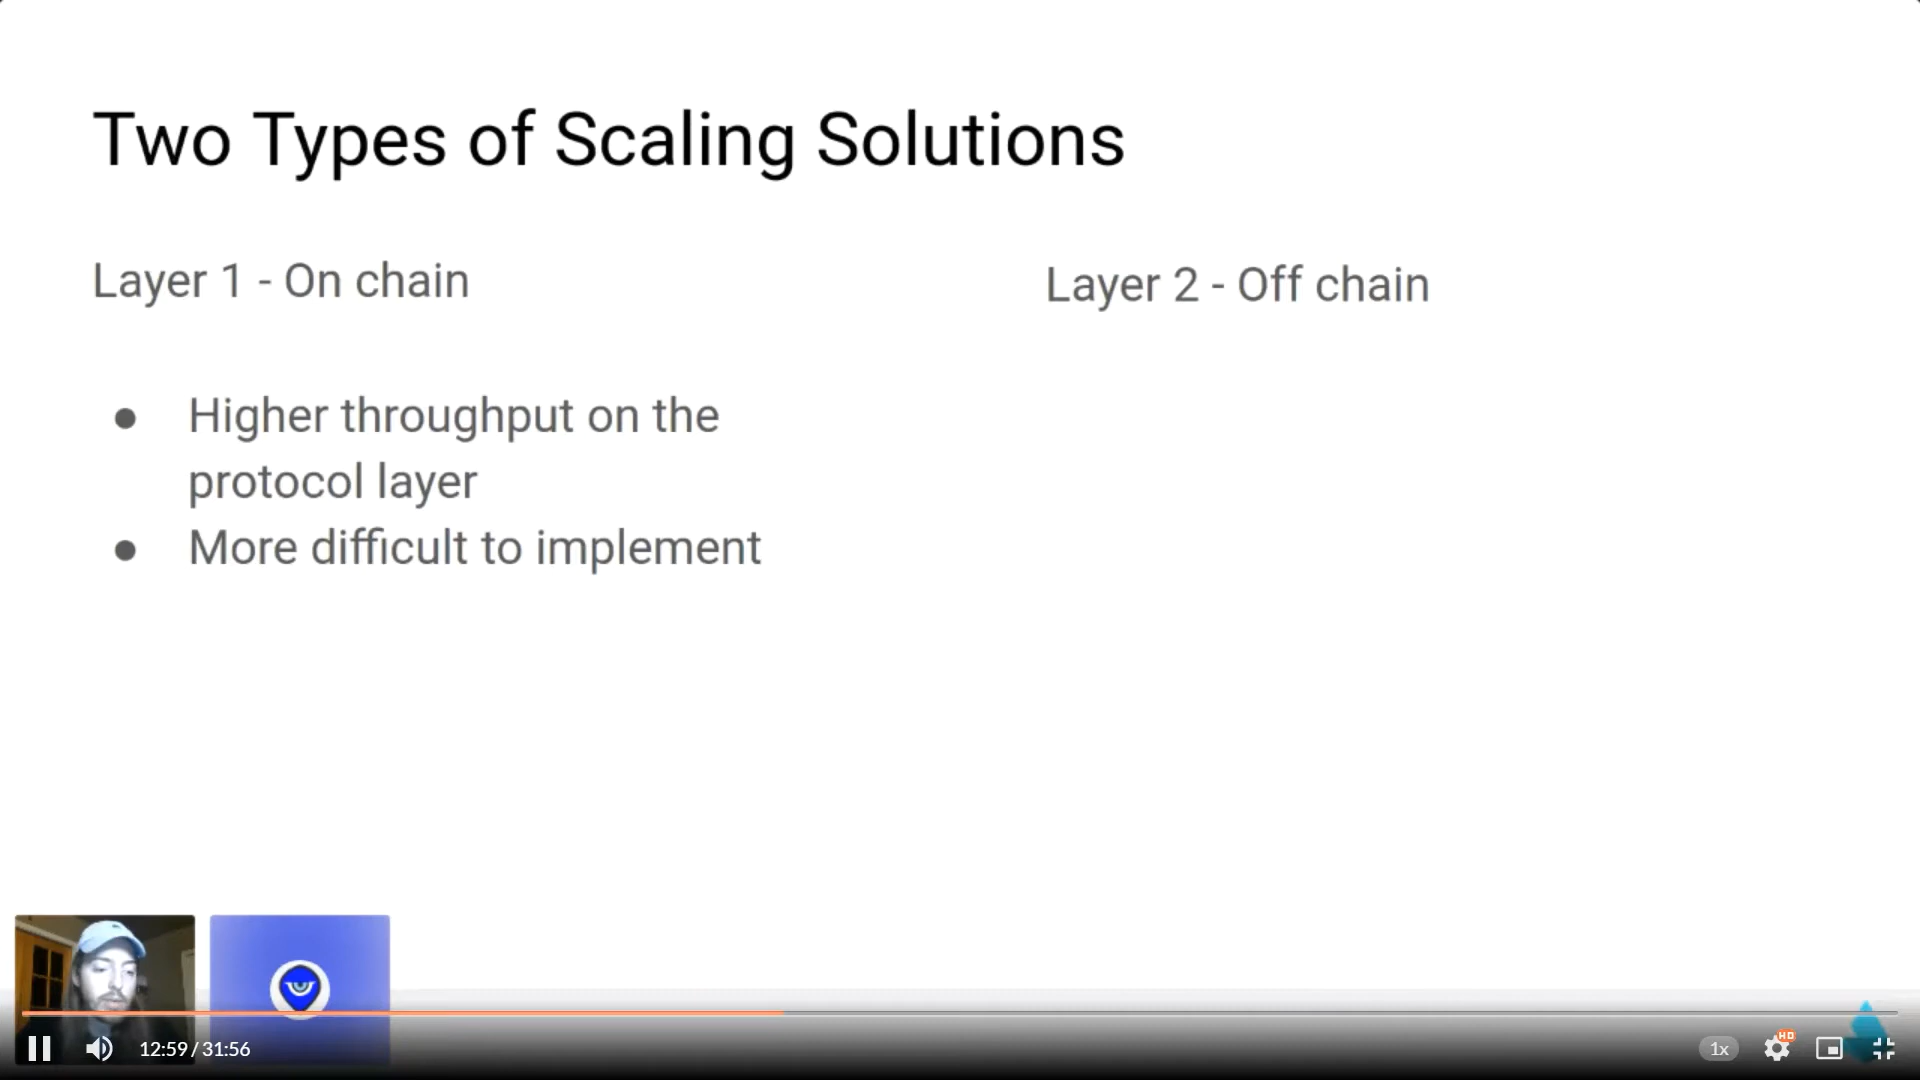 Two Types of Scaling Solutions
Layer 1 - On chain
● Higher throughput on the
protocol layer
● More difficult to implement
Layer 2 - Off chain
12:59 / 31:56
1x
HD